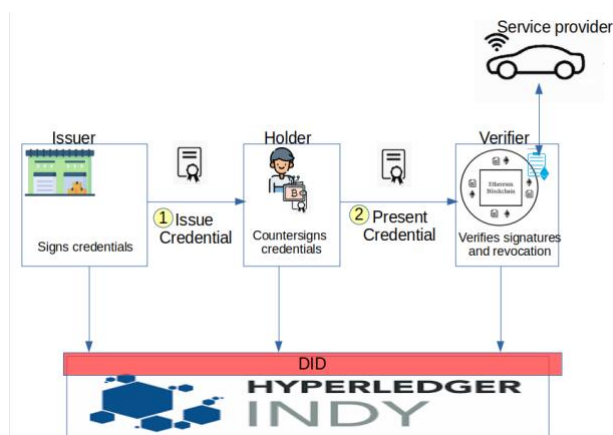 Service provider
Issuer
Holder
Verifier
1 Issue
Credential
2 Present
Credential
Ethereum
Blockchain
Signs credentials
Countersigns
credentials
Verifies signatures
and revocation
DID
HYPERLEDGER
INDY